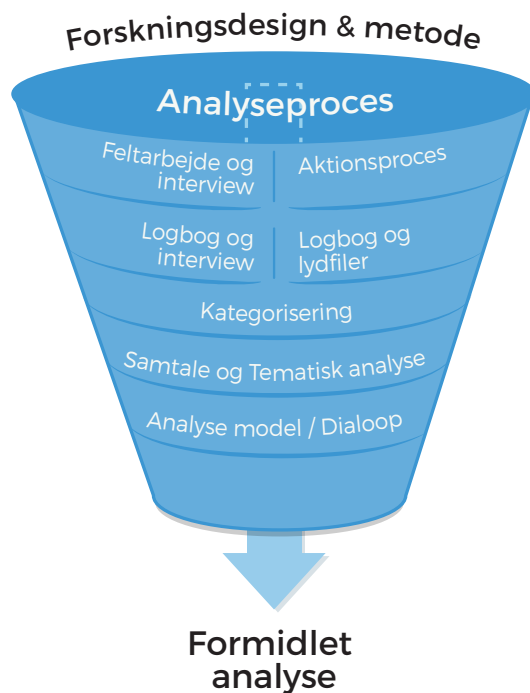 Forskningsdesign & metode
Analyseproces
Feltarbejde og
interview
Aktionsproces
Logbog og
interview
Logbog og
lydfiler
Kategorisering
Samtale og Tematisk analyse
Analyse model / Dialoop
Formidlet
analyse